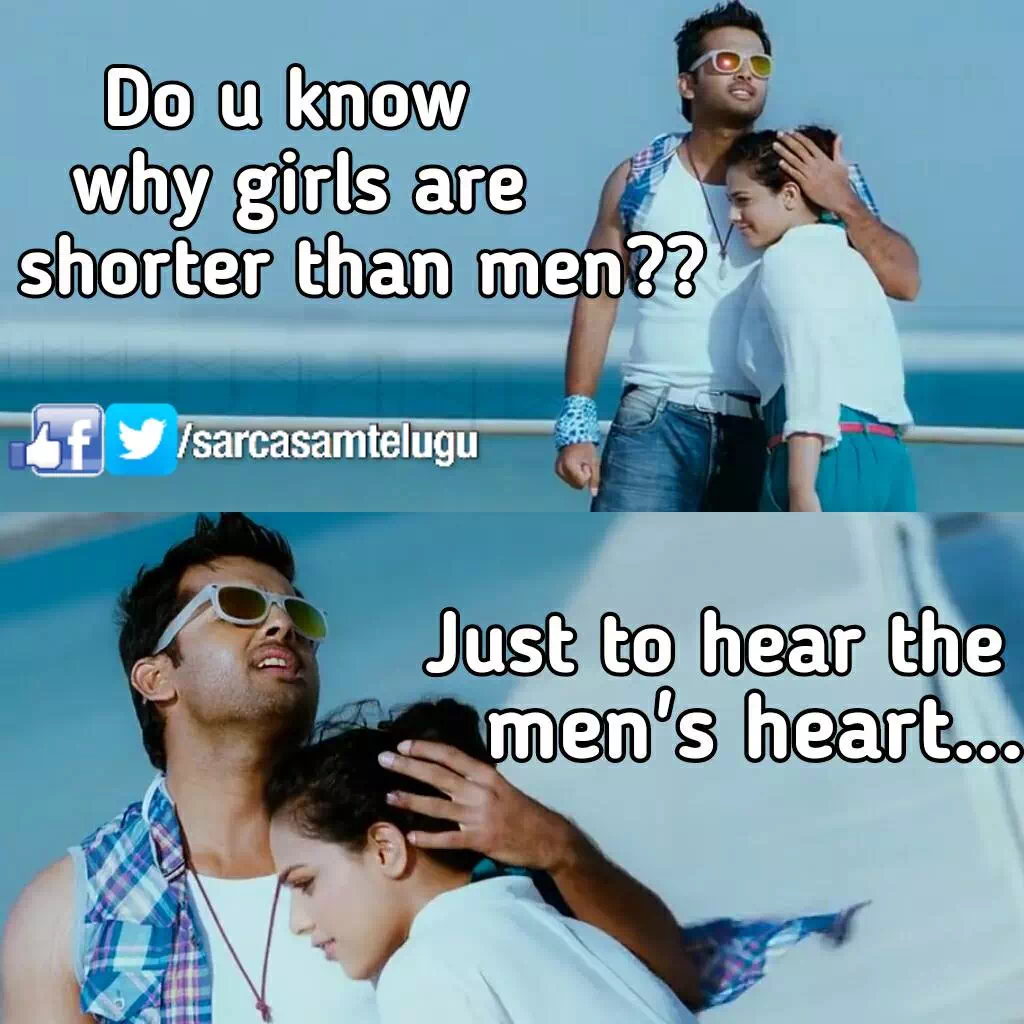 Do u know
why girls are
shorter than men??
f /sarcasamtelugu
Just to hear the
men's heart...